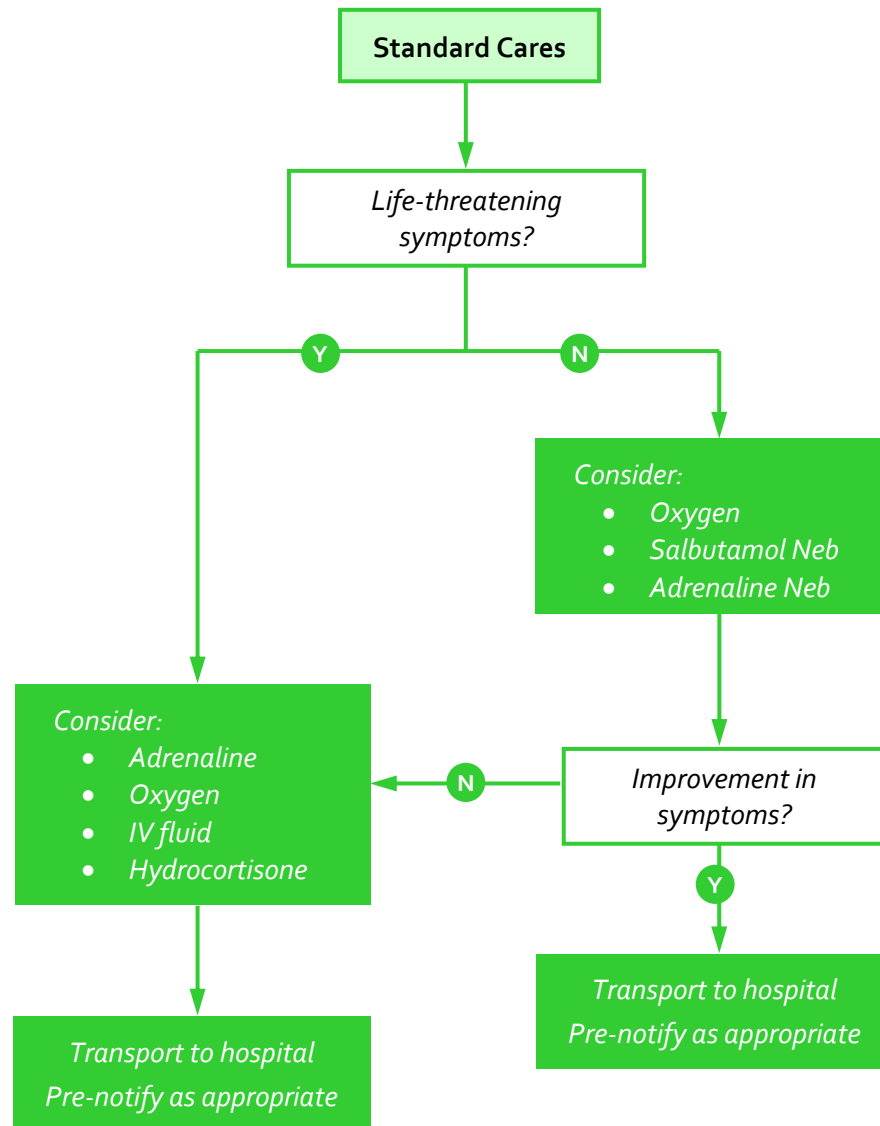 Standard Cares
Life-threatening
symptoms?
Y
N
Consider:
• Oxygen
• Salbutamol Neb
• Adrenaline Neb
Consider:
• Adrenaline
• Oxygen
• IV fluid
• Hydrocortisone
N
Improvement in
symptoms?
Y
Transport to hospital
Pre-notify as appropriate
Transport to hospital
Pre-notify as appropriate